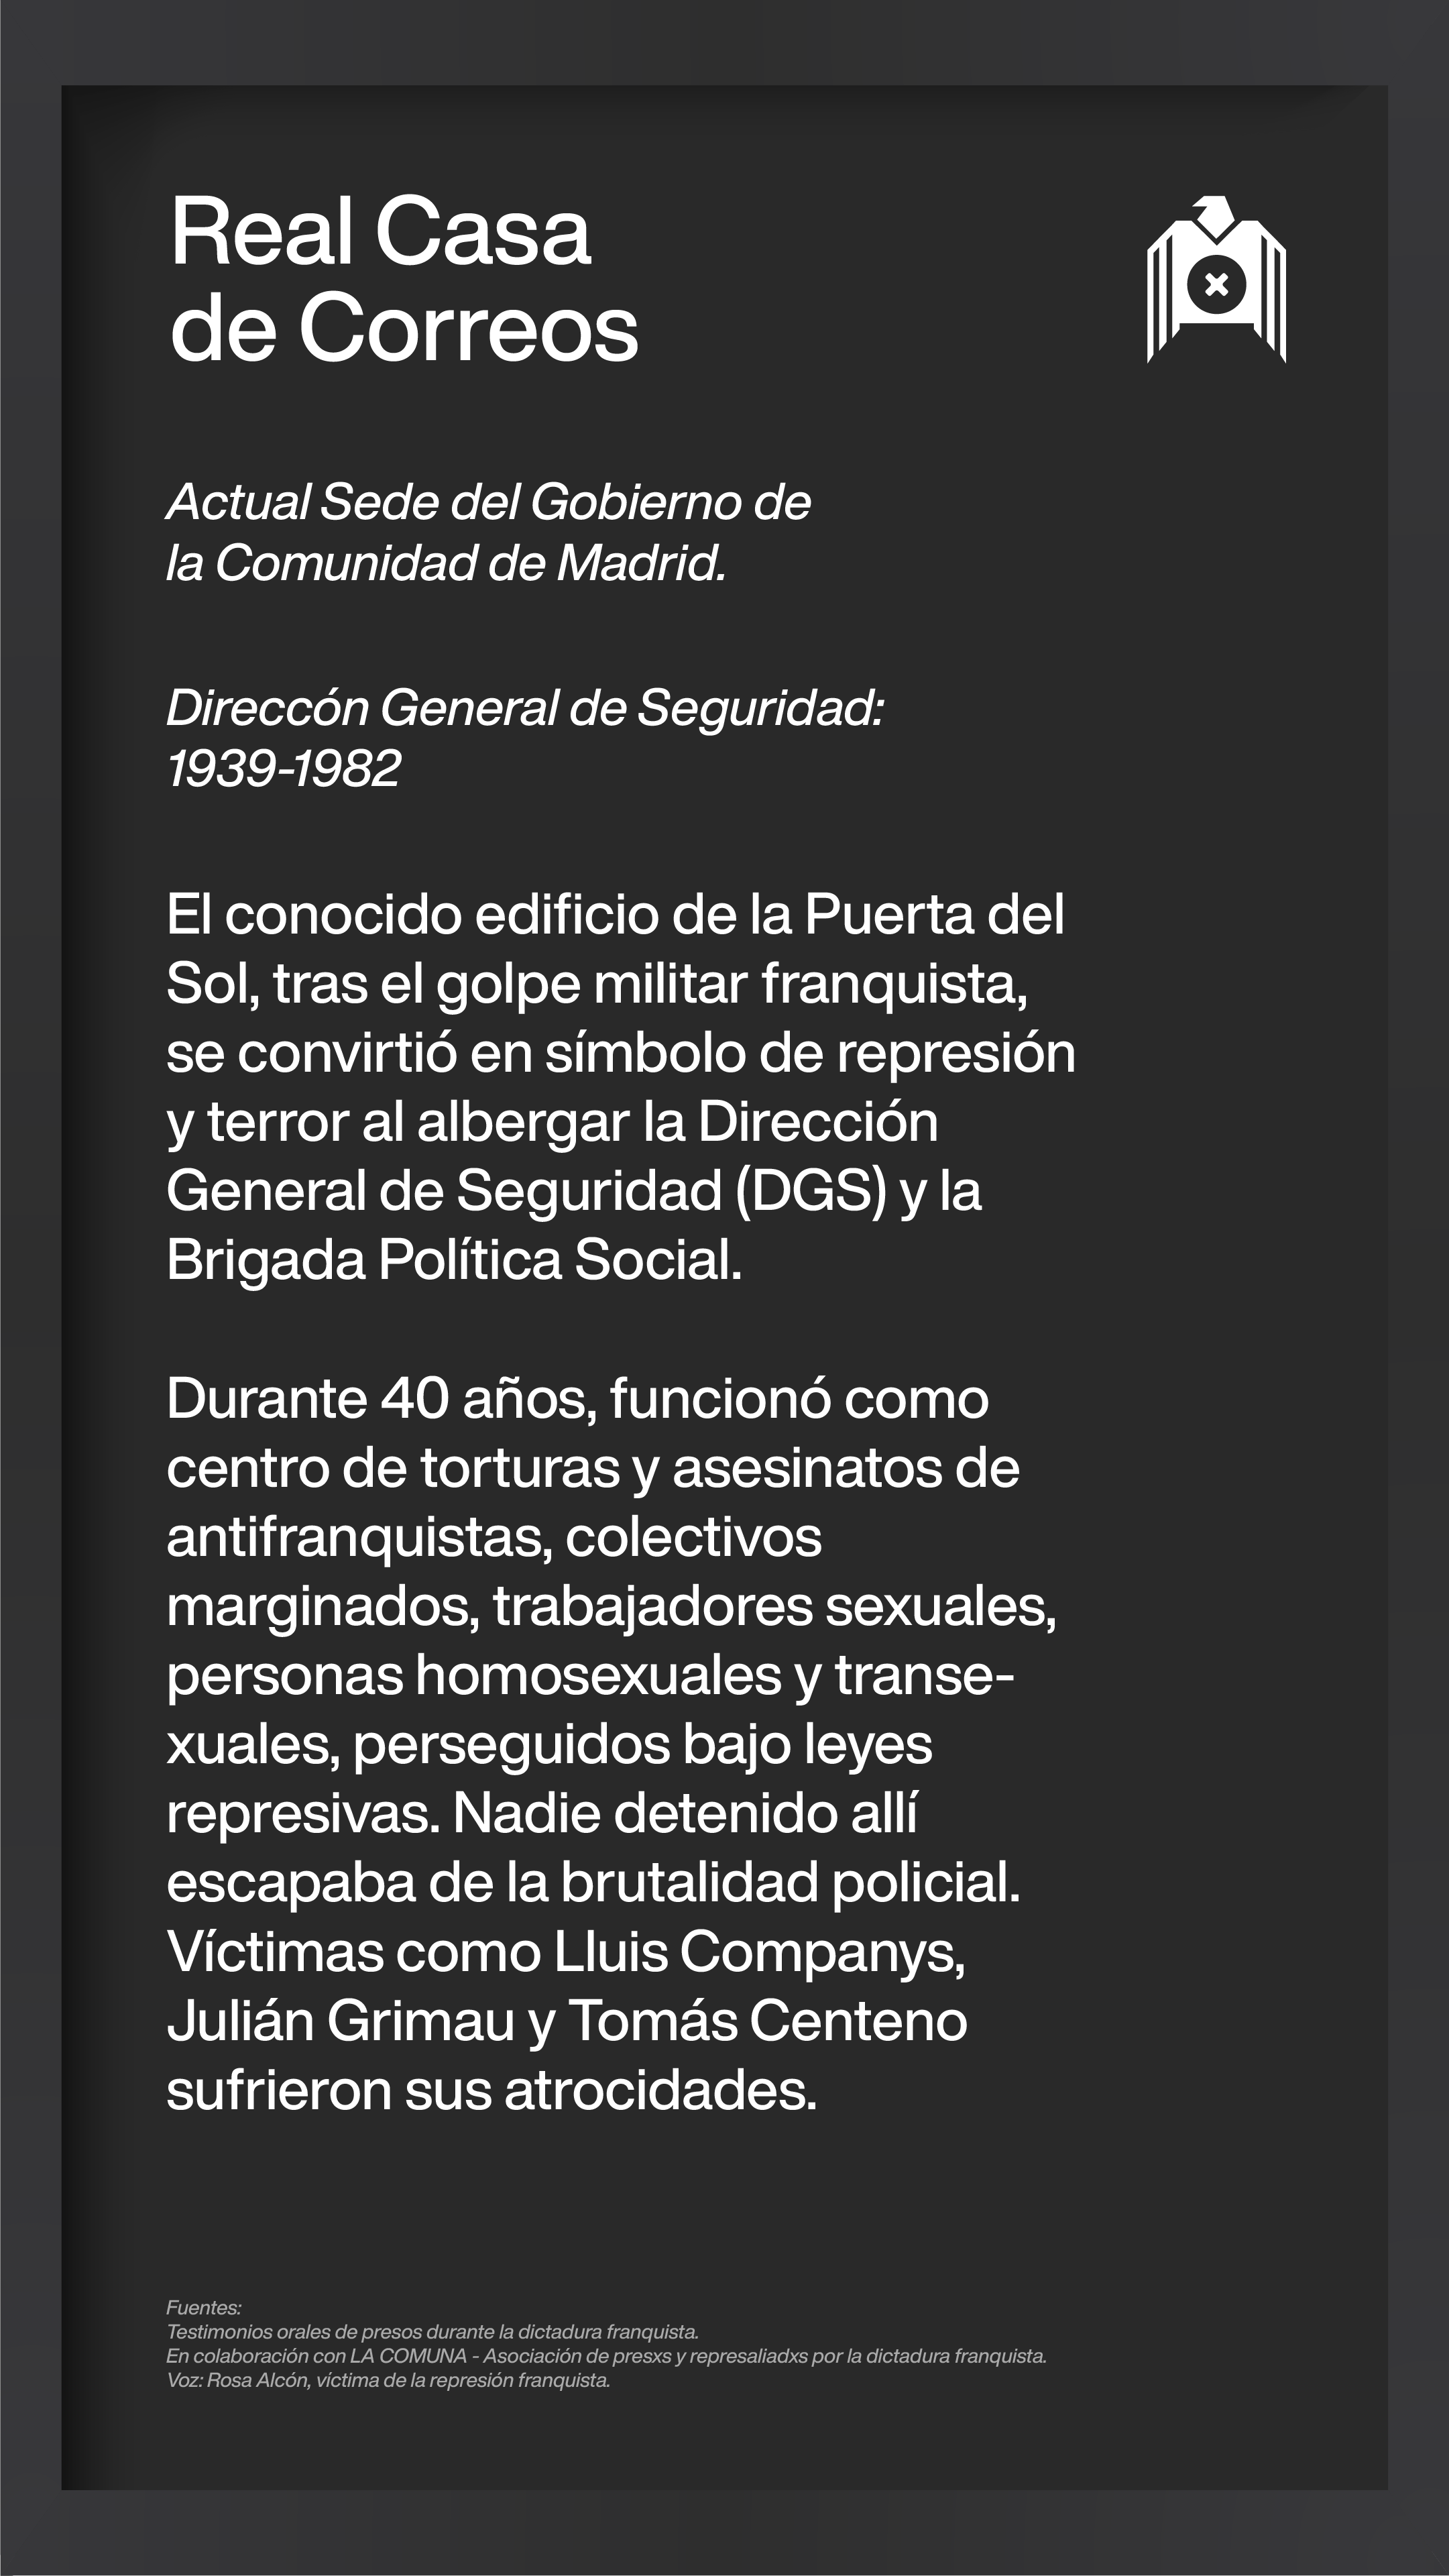 Real Casa
de Correos
Actual Sede del Gobierno de
la Comunidad de Madrid.
Direccón General de Seguridad:
1939-1982
El conocido edificio de la Puerta del
Sol, tras el golpe militar franquista,
se convirtió en símbolo de represión
y terror al albergar la Dirección
General de Seguridad (DGS) y la
Brigada Política Social.
Durante 40 años, funcionó como
centro de torturas y asesinatos de
antifranquistas, colectivos
marginados, trabajadores sexuales,
personas homosexuales y transe-
xuales, perseguidos bajo leyes
represivas. Nadie detenido allí
escapaba de la brutalidad policial.
Víctimas como Lluis Companys,
Julián Grimau y Tomás Centeno
sufrieron sus atrocidades.
Fuentes:
Testimonios orales de presos durante la dictadura franquista.
En colaboración con LA COMUNA - Asociación de presxs y represaliadxs por la dictadura franquista.
Voz: Rosa Alcón, víctima de la represión franquista.